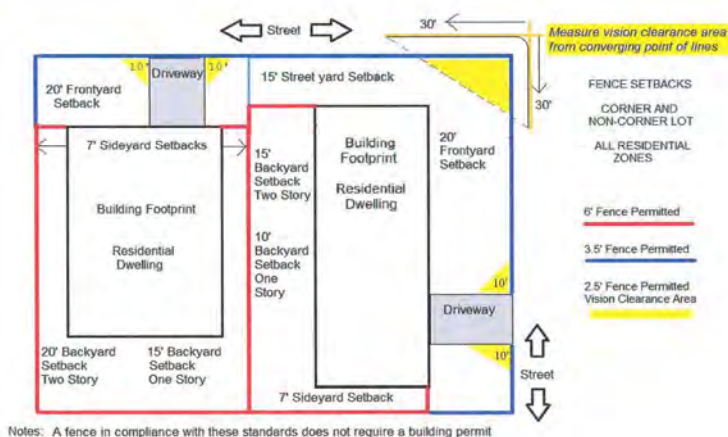 Street
30'
Measure vision clearance area
from converging point of lines
20' Frontyard
Setback
10'
Driveway
10'
15' Street yard Setback
30'
FENCE SETBACKS
CORNER AND
NON-CORNER LOT
ALL RESIDENTIAL
ZONES
7' Sideyard Setbacks
Building Footprint
Residential
Dwelling
15'
Backyard
Setback
Two Story
10'
Backyard
Setback
One
Story
Building
Footprint
Residential
Dwelling
20'
Frontyard
Setback
6' Fence Permitted
3.5' Fence Permitted
2.5' Fence Permitted
Vision Clearance Area
10'
Driveway
10'
Street
20' Backyard
Setback
Two Story
15' Backyard
Setback
One Story
7' Sideyard Setback
Notes: A fence in compliance with these standards does not require a building permit